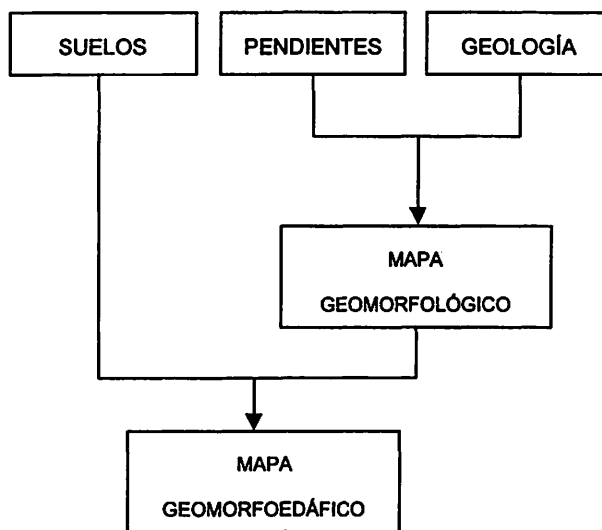 SUELOS
PENDIENTES
GEOLOGÍA
MAPA
GEOMORFOLÓGICO
MAPA
GEOMORFOEDÁFICO